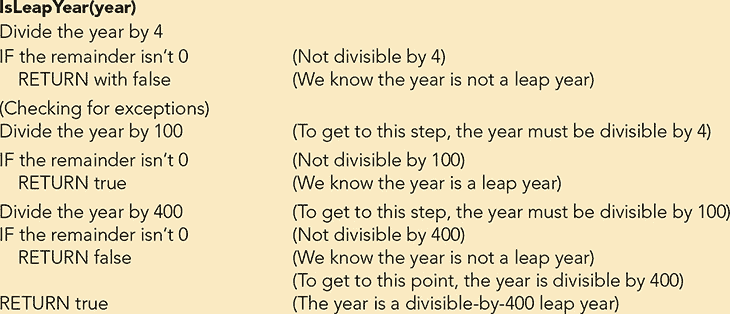 IsLeapYear(year)
Divide the year by 4
IF the remainder isn’t 0 (Not divisible by 4)
RETURN with false (We know the year is not a leap year)
(Checking for exceptions)
Divide the year by 100 (To get to this step, the year must be divisible by 4)
IF the remainder isn’t 0 (Not divisible by 100)
RETURN true (We know the year is a leap year)
Divide the year by 400 (To get to this step, the year must be divisible by 100)
IF the remainder isn’t 0 (Not divisible by 400)
RETURN false (We know the year is not a leap year)
(To get to this point, the year is divisible by 400)
RETURN true (The year is a divisible-by-400 leap year)